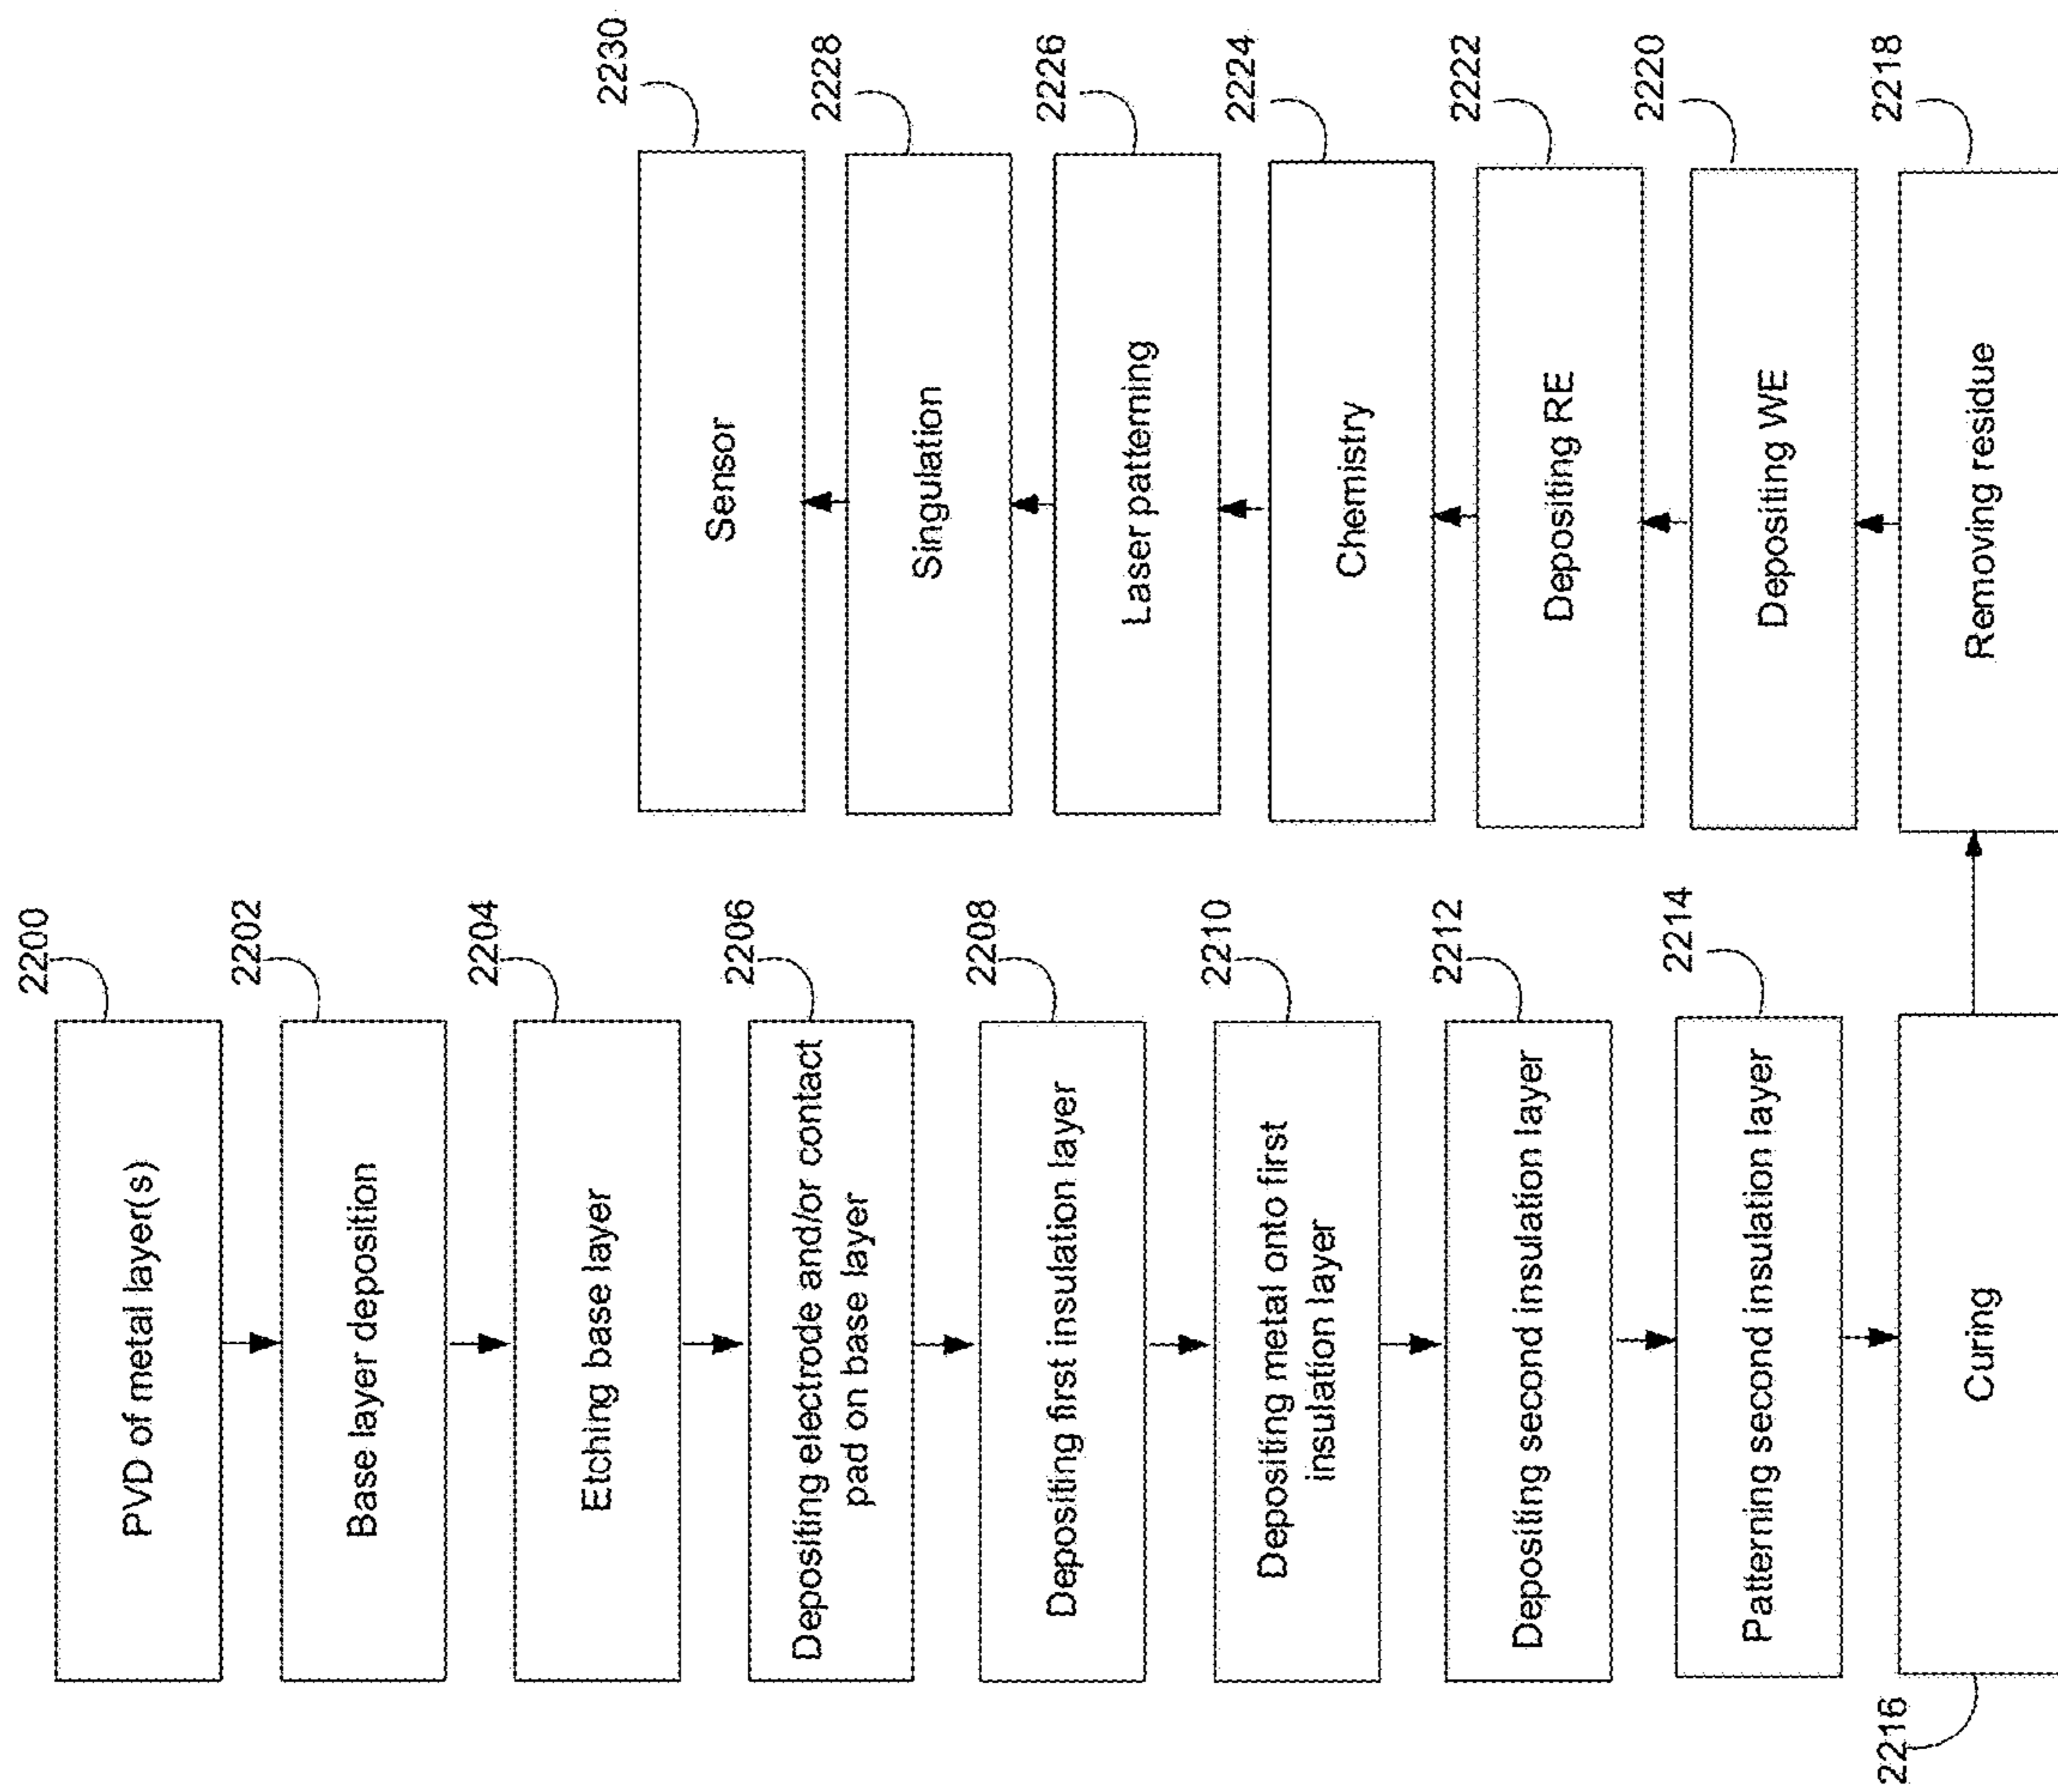 2200
PVD of metal layer(s)
2202
Base layer deposition
2204
Etching base layer
2206
Depositing electrode and/or contact
pad on base layer
2208
Depositing first insulation layer
2210
Depositing metal onto first
insulation layer
2212
Depositing second insulation layer
2214
Patterning second insulation layer
2216
Curing
2218
Removing residue
2220
Depositing WE
2222
Depositing RE
2224
Chemistry
2226
Laser patterning
2228
Singulation
2230
Sensor